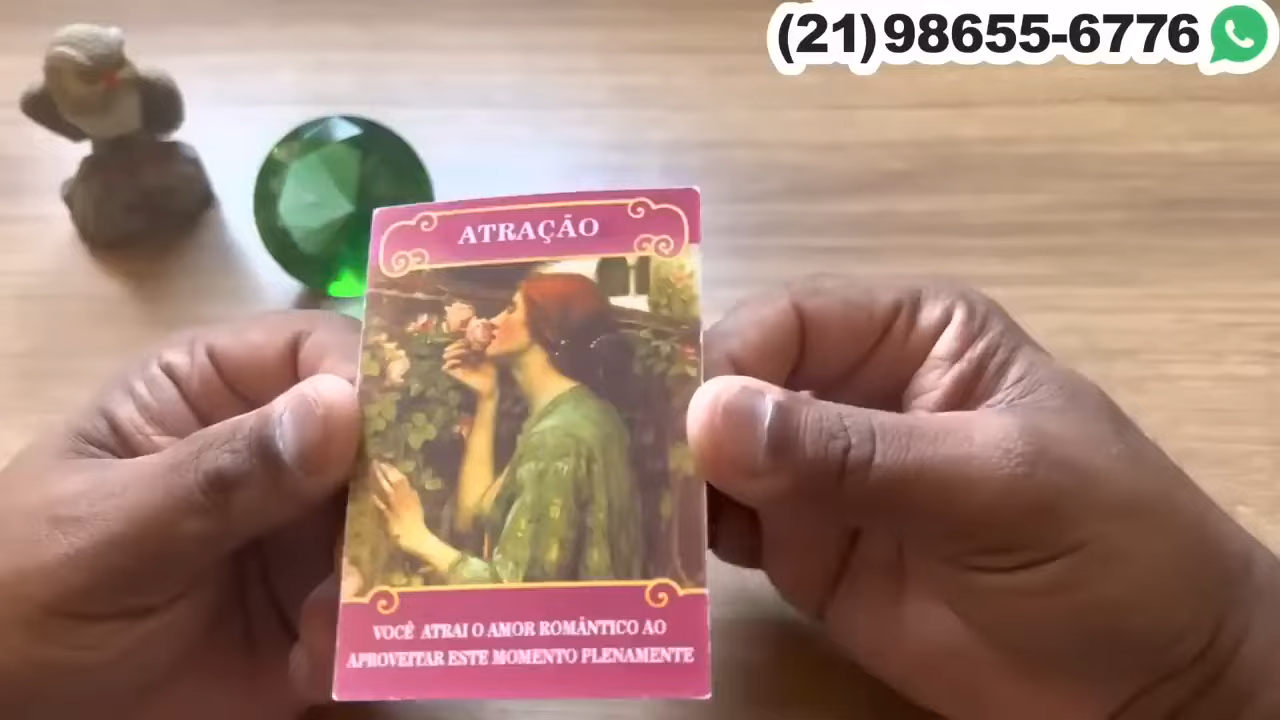 (21)98655-6776
ATRAÇÃO
VOCÊ ATRAI O AMOR ROMÂNTICO AO
APROVEITAR ESTE MOMENTO PLENAMENTE